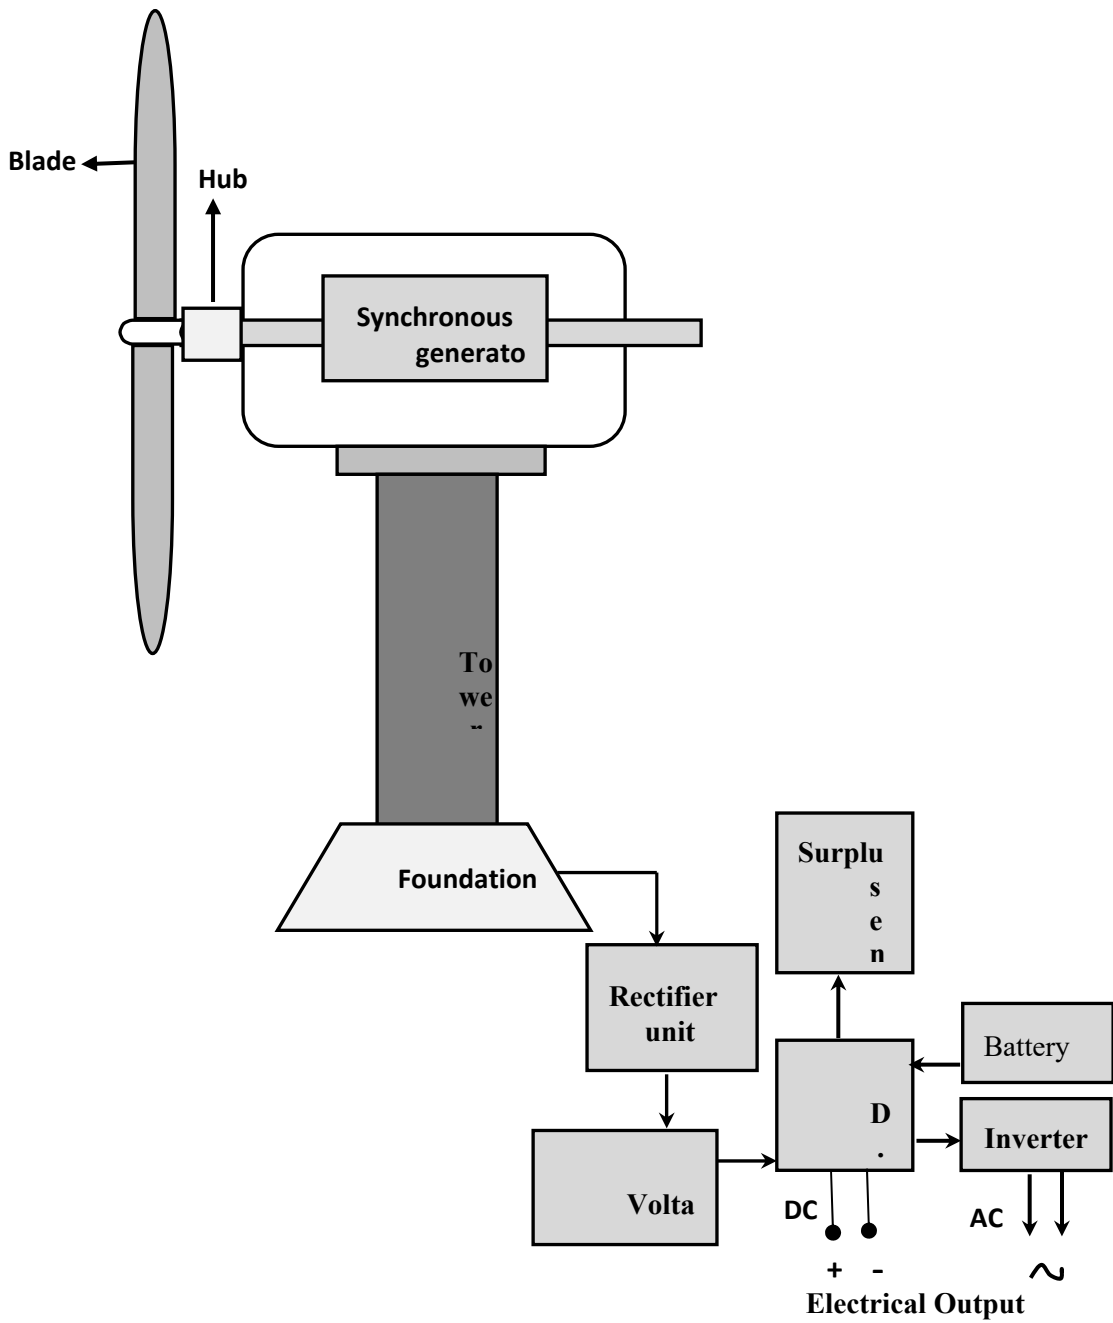 Blade
Hub
Synchronous
generato
To
we
r
Foundation
Surplu
s
e
n
Rectifier
unit
Battery
D
.
Inverter
Volta
DC
AC
+ -
Electrical Output